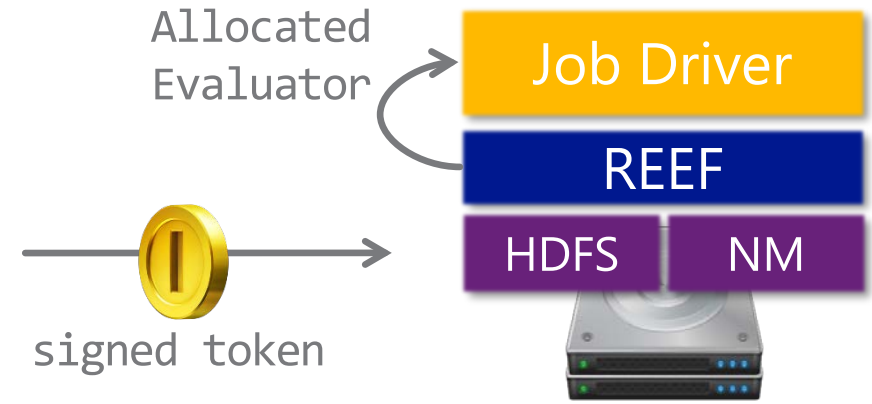 Allocated
Evaluator
Job Driver
REEF
HDFS
NM
signed token